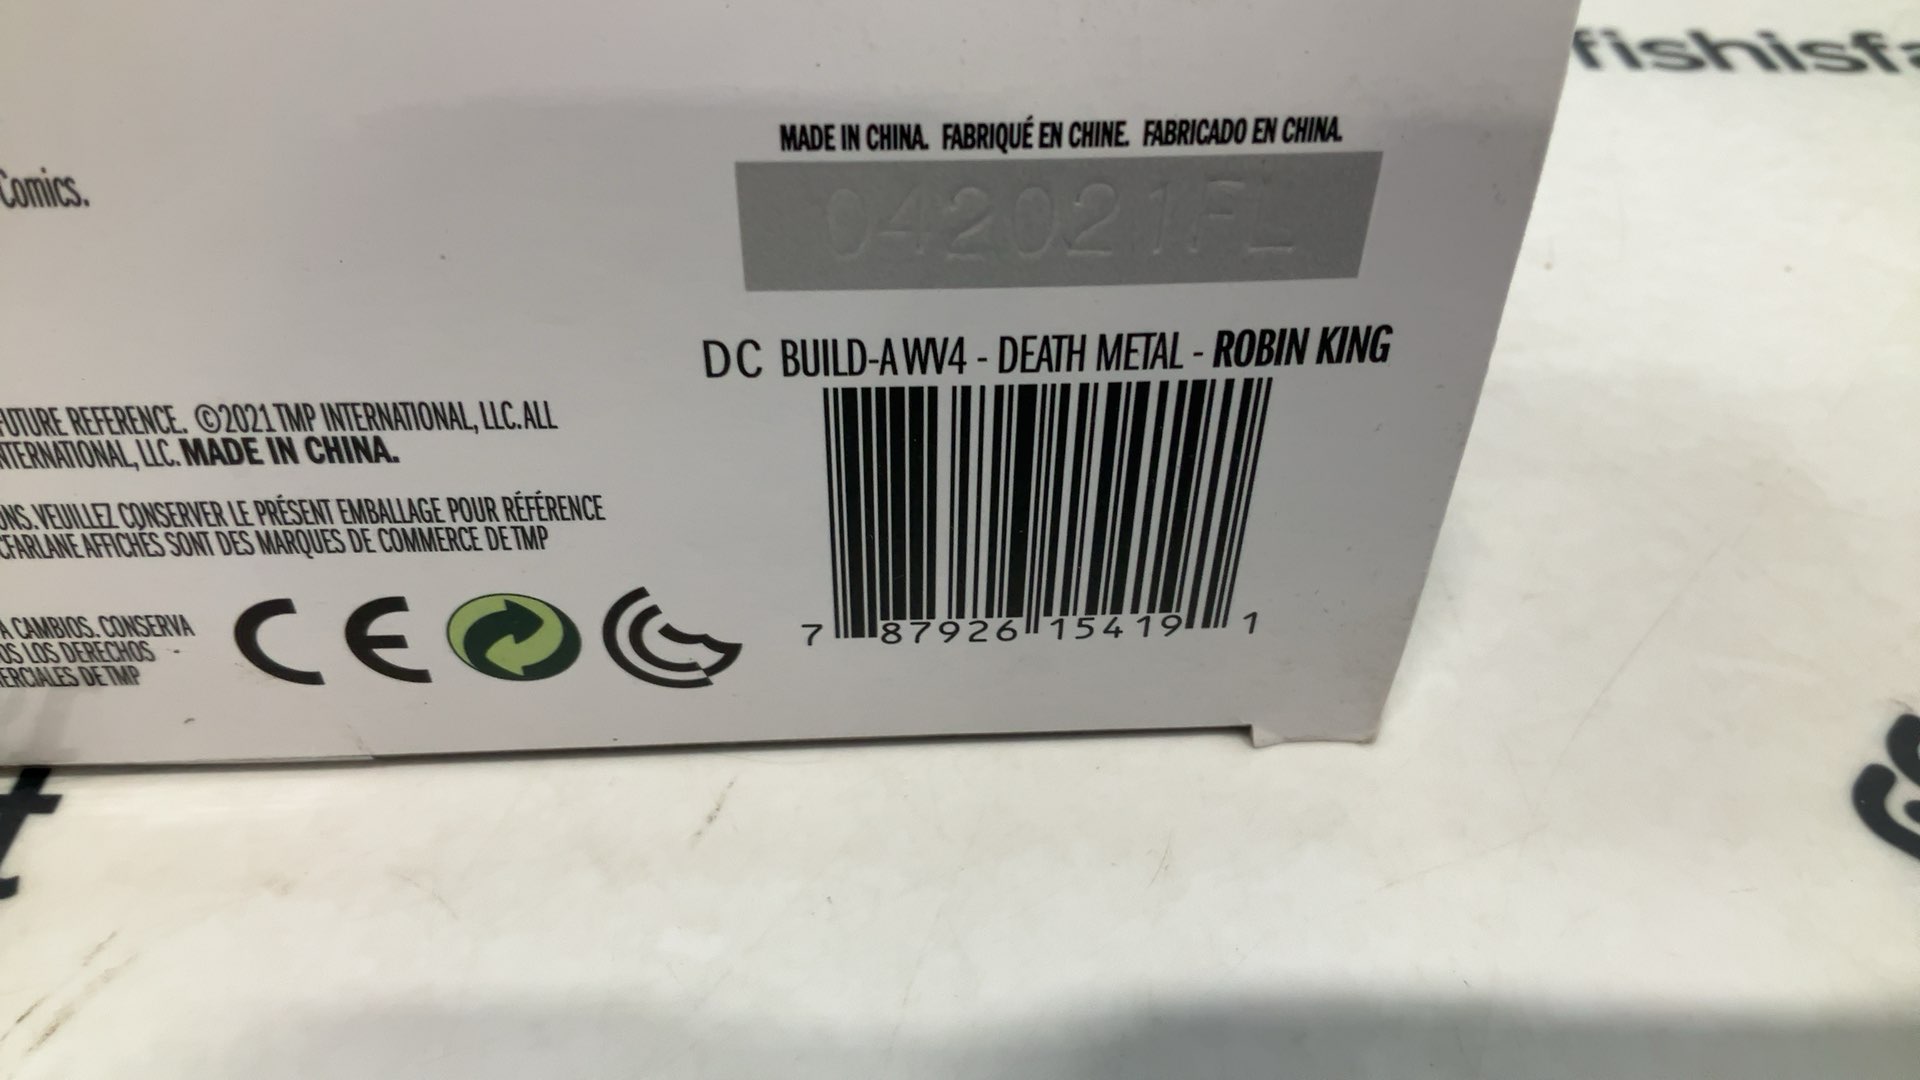 fishisfa
MADE IN CHINA. FABRIQUÉ EN CHINE. FABRICADO EN CHINA.
Comics.
042021FL
DC BUILD-A WV4 - DEATH METAL - ROBIN KING
FUTURE REFERENCE. ©2021 TMP INTERNATIONAL, LLC. ALL
NTERNATIONAL, LLC. MADE IN CHINA.
ONS. VEUILLEZ CONSERVER LE PRÉSENT EMBALLAGE POUR RÉFÉRENCE
CFARLANE AFFICHÉS SONT DES MARQUES DE COMMERCE DE TMP
A CAMBIOS. CONSERVA
OS LOS DERECHOS
ERCIALES DE TMP
CE
7 87926 15419 1
t